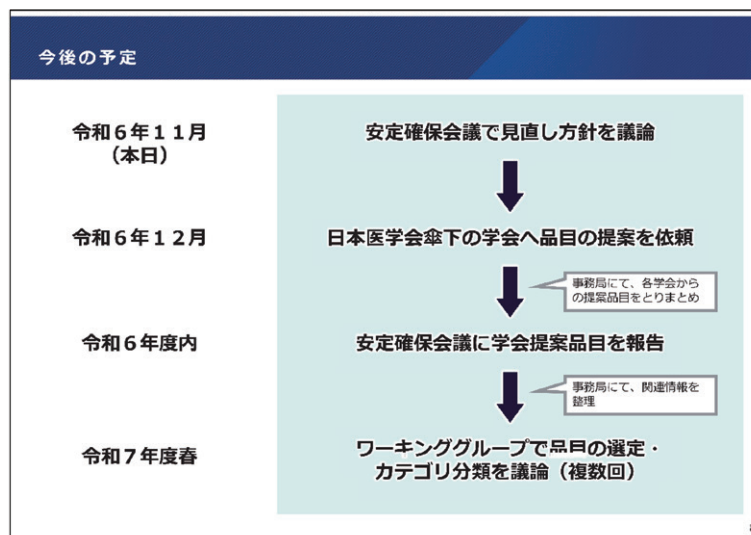 今後の予定
令和６年１１月
（本日）
安定確保会議で見直し方針を議論
令和６年１２月
日本医学会傘下の学会へ品目の提案を依頼
事務局にて、各学会から
の提案品目をとりまとめ
令和６年度内
安定確保会議に学会提案品目を報告
事務局にて、関連情報を
整理
令和７年度春
ワーキンググループで品目の選定・
カテゴリ分類を議論（複数回）